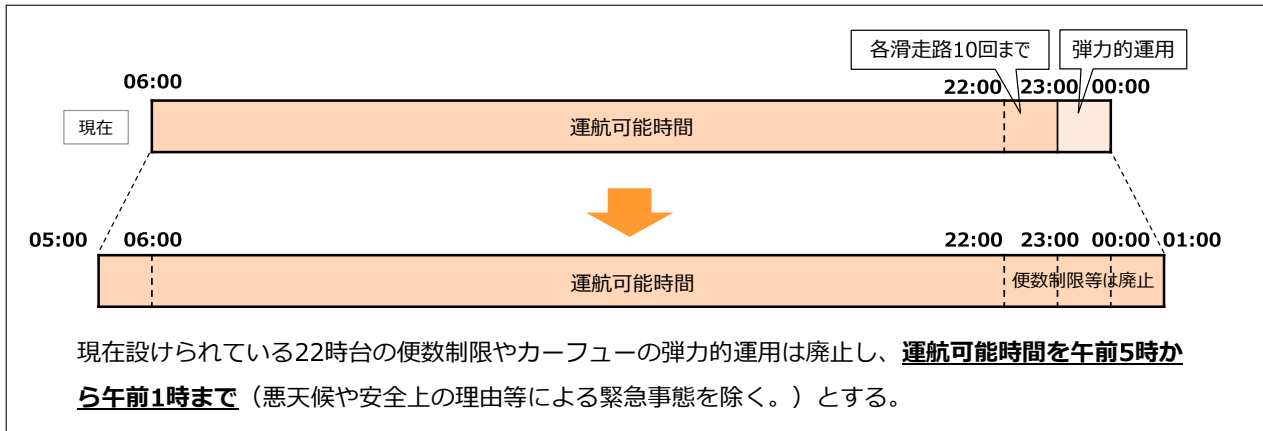 各滑走路10回まで
弾力的運用
06:00
22:00 23:00 00:00
現在
運航可能時間
05:00 06:00
22:00 23:00 00:00 01:00
運航可能時間
便数制限等は廃止
現在設けられている22時台の便数制限やカーフューの弾力的運用は廃止し、運航可能時間を午前5時か
ら午前1時まで（悪天候や安全上の理由等による緊急事態を除く。）とする。